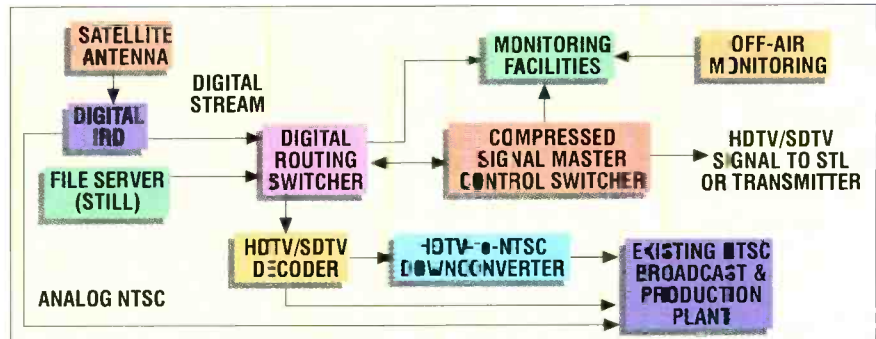 SATELLITE
ANTENNA
DIGITAL
IRD
DIGITAL
STREAM
FILE SERVER
(STILL)
DIGITAL
ROUTING
SWITCHER
MONITORING
FACILITIES
OFF-AIR
MONITORING
COMPRESSED
SIGNAL MASTER
CONTROL SWITCHER
HDTV/SDTV
SIGNAL TO STL
OR TRANSMITTER
HDTV/SDTV
DECODER
HDTV-to-NTSC
DOWNCONVERTER
EXISTING NTSC
BROADCAST &
PRODUCTION
PLANT
ANALOG NTSC